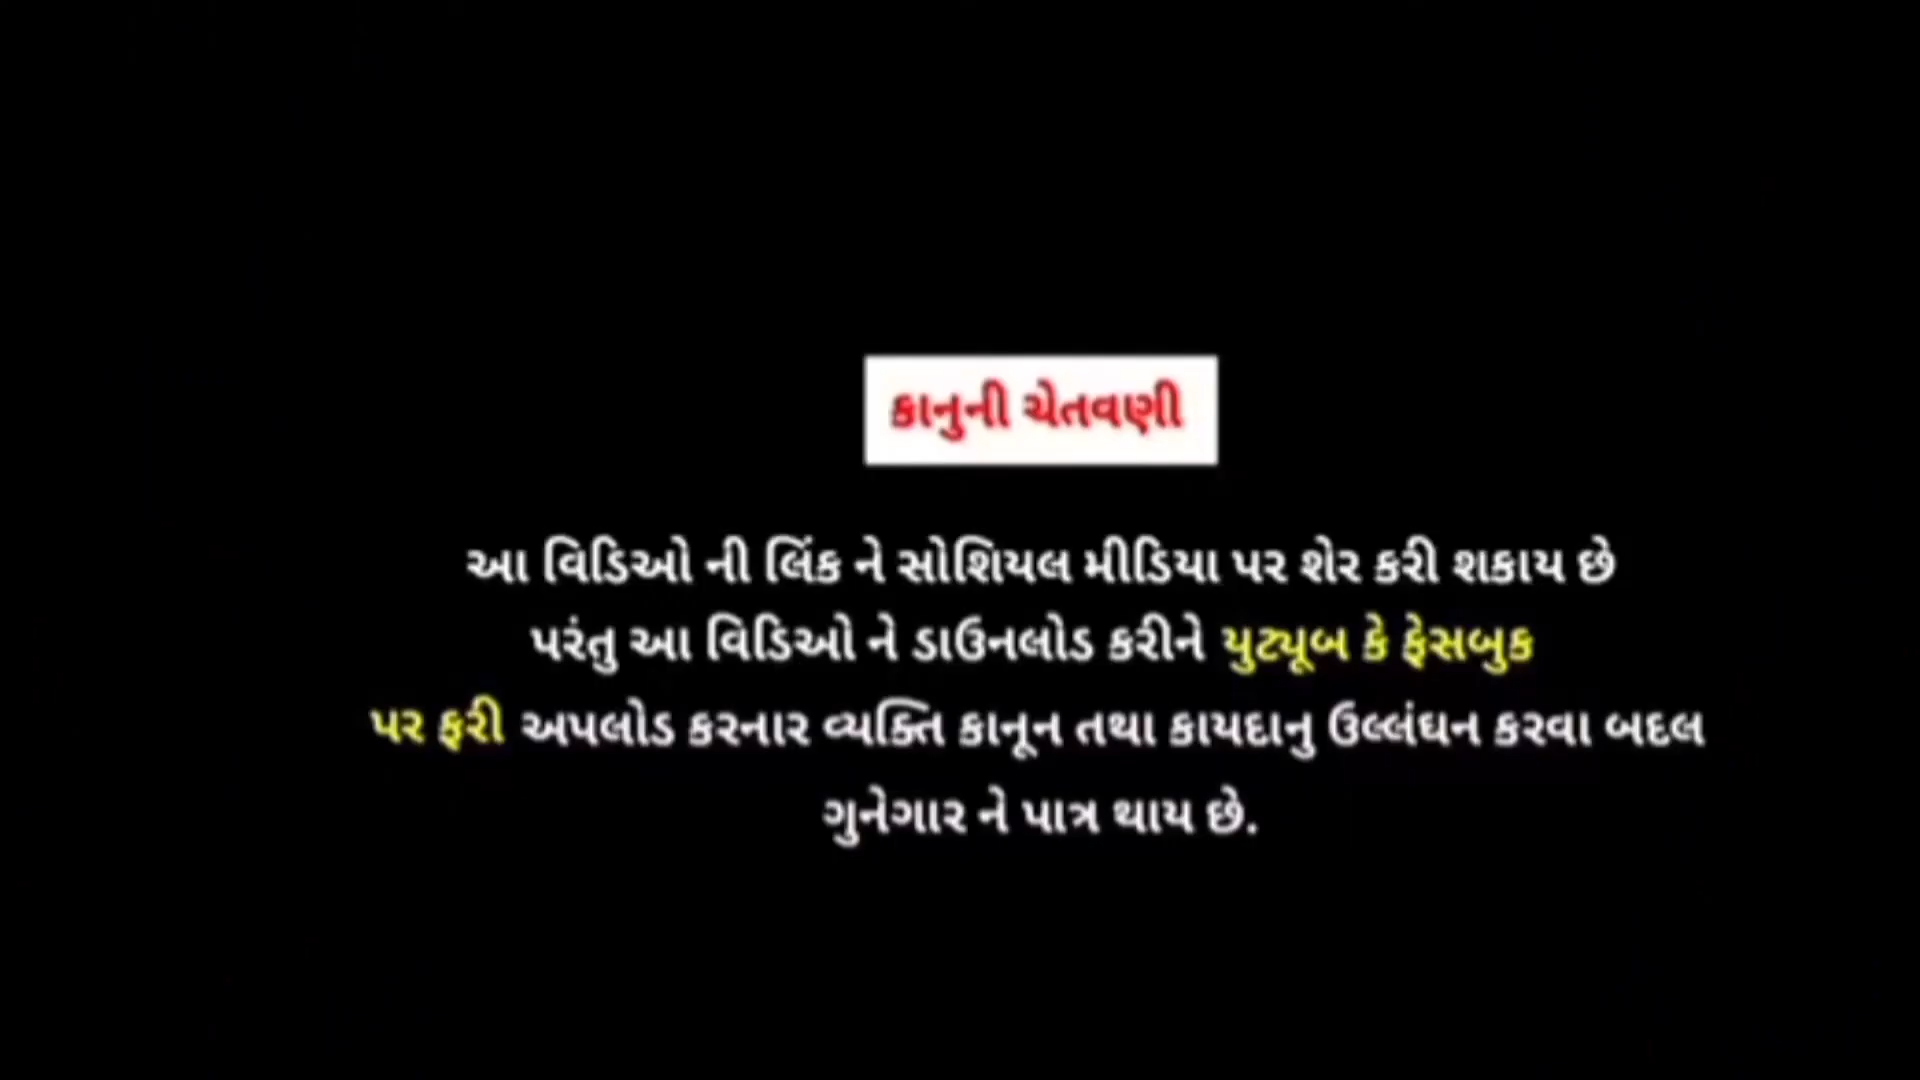 કાનુની ચેતવણી
આ વિડિઓ ની લિંક ને સોશિયલ મીડિયા પર શેર કરી શકાય છે
પરંતુ આ વિડિઓ ને ડાઉનલોડ કરીને યુટ્યૂબ કે ફેસબુક
પર ફરી અપલોડ કરનાર વ્યક્તિ કાનૂન તથા કાયદાનુ ઉલ્લંઘન કરવા બદલ
ગુનેગાર ને પાત્ર થાય છે.